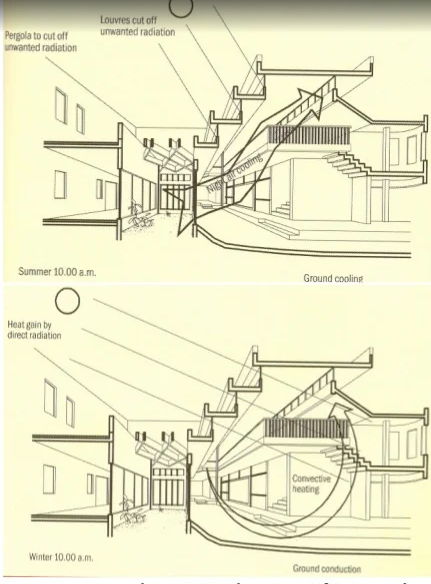 Louvres cut off
unwanted radiation
Pergola to cut off
unwanted radiation
Night air cooling
Summer 10.00 a.m.
Ground cooling
Heat gain by
direct radiation
Convective
heating
Winter 10.00 a.m.
Ground conduction